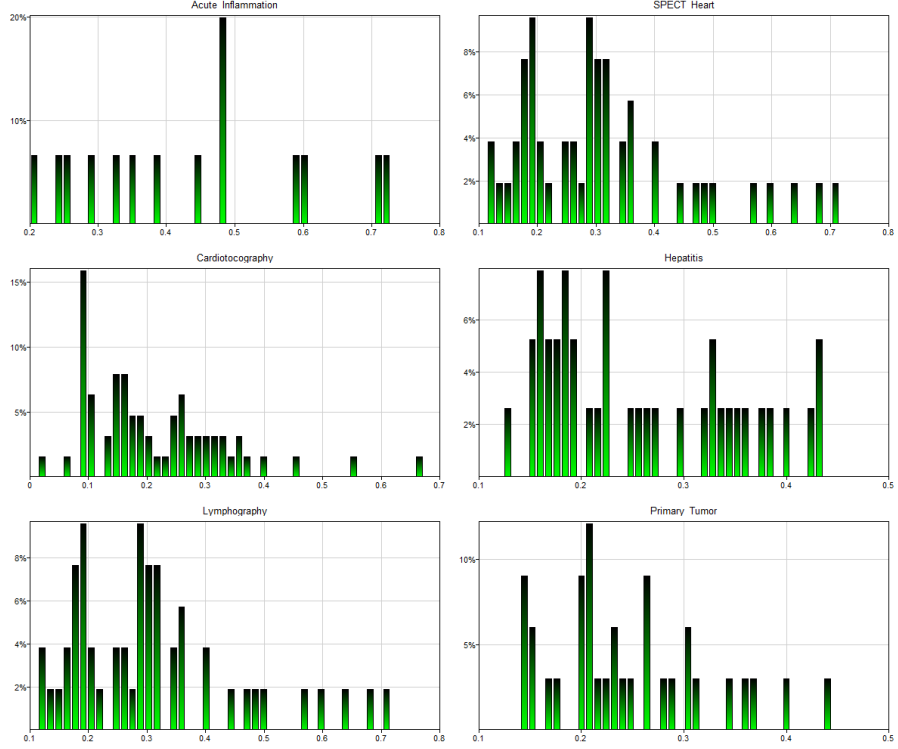 Acute Inflammation
20%
10%
0.2 0.3 0.4 0.5 0.6 0.7 0.8
SPECT Heart
8%
6%
4%
2%
0.1 0.2 0.3 0.4 0.5 0.6 0.7 0.8
Cardiotocography
15%
10%
5%
0 0.1 0.2 0.3 0.4 0.5 0.6 0.7
Hepatitis
6%
4%
2%
0.1 0.2 0.3 0.4 0.5
Lymphography
8%
6%
4%
2%
0.1 0.2 0.3 0.4 0.5 0.6 0.7 0.8
Primary Tumor
10%
5%
0.1 0.2 0.3 0.4 0.5